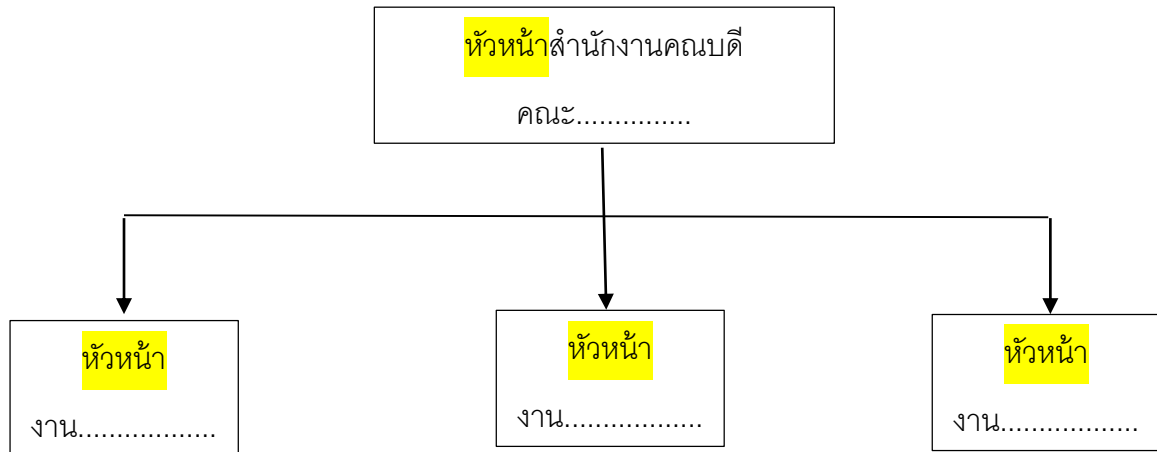 หัวหน้าสำนักงานคณบดี
คณะ...............
หัวหน้า
งาน..................
หัวหน้า
งาน..................
หัวหน้า
งาน..................